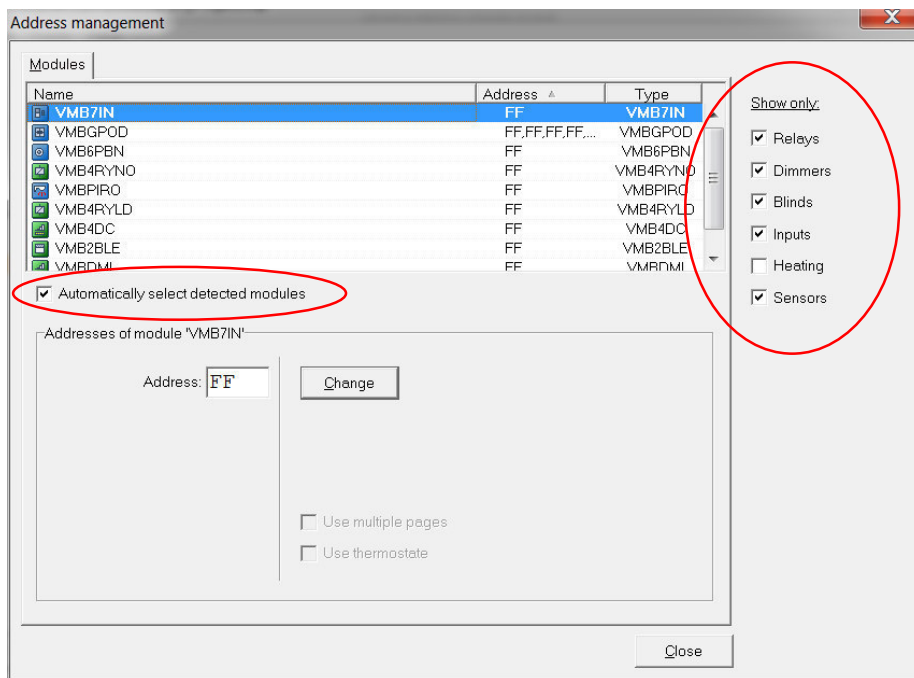 Address management
Modules
Name Address Type
VMB7IN FF VMB7IN
VMBGPOD FF,FF,FF,FF,... VMBGPOD
VMB6PBN FF VMB6PBN
VMB4RYNO FF VMB4RYNO
VMBPIRO FF VMBPIRO
VMB4RYLD FF VMB4RYLD
VMB4DC FF VMB4DC
VMB2BLE FF VMB2BLE
VMBDMI FF VMBDMI
Automatically select detected modules
Addresses of module 'VMB7IN'
Address: FF Change
Use multiple pages
Use thermostate
Close
Show only:
Relays
Dimmers
Blinds
Inputs
Heating
Sensors